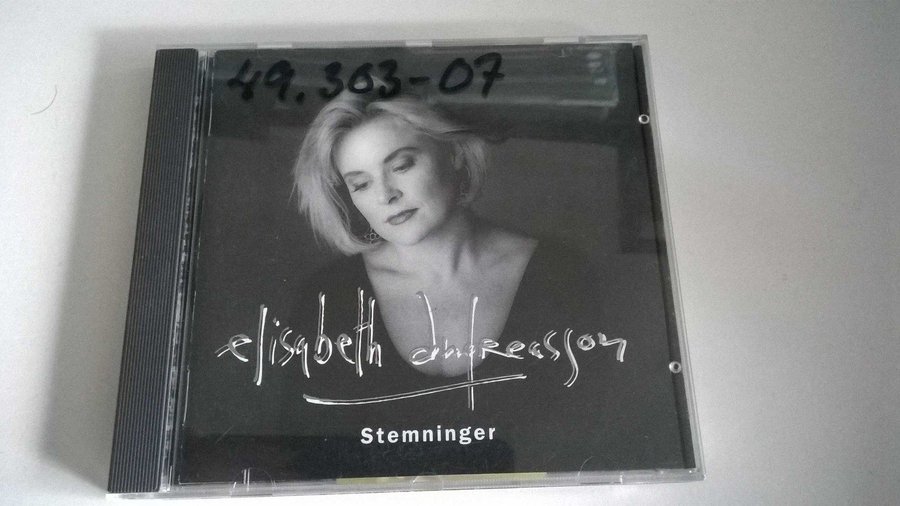 49.303-07
elisabeth andreasson
Stemninger